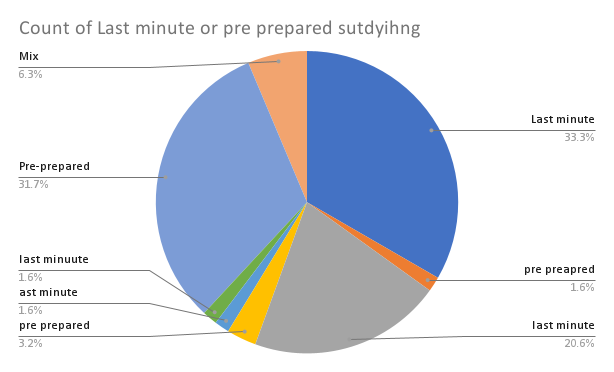 Count of Last minute or pre prepared sutdyihng
Mix
6.3%
Last minute
33.3%
Pre-prepared
31.7%
last minuute
1.6%
pre preapred
1.6%
ast minute
1.6%
pre prepared
3.2%
last minute
20.6%